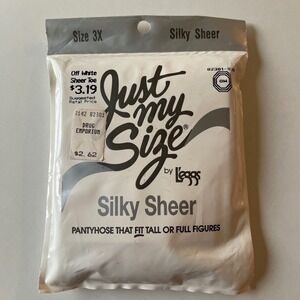 Size 3X
Silky Sheer
Off White
Sheer Toe
$3.19
Suggested
Retail Price
DRUG
EMPORIUM
$2.62
Just
my
Size®
by L'eggs
Silky Sheer
PANTYHOSE THAT FIT TALL OR FULL FIGURES